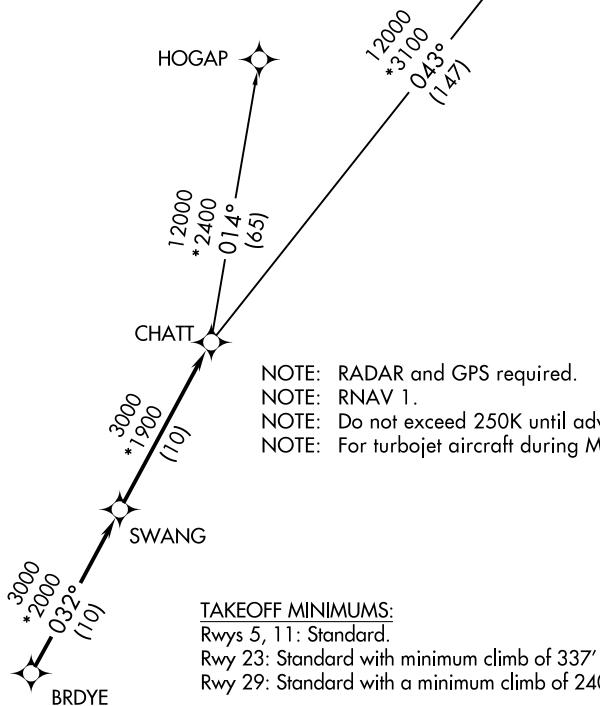 12000
*3100
043°
(147)
HOGAP
12000
*2400
014°
(65)
CHATT
NOTE: RADAR and GPS required.
NOTE: RNAV 1.
NOTE: Do not exceed 250K until
NOTE: For turbojet aircraft during
3000
*1900
(10)
SWANG
3000
*2000
032°
(10)
BRDYE
TAKEOFF MINIMUMS:
Rwys 5, 11: Standard.
Rwy 23: Standard with minimum climb of 337'
Rwy 29: Standard with a minimum climb of